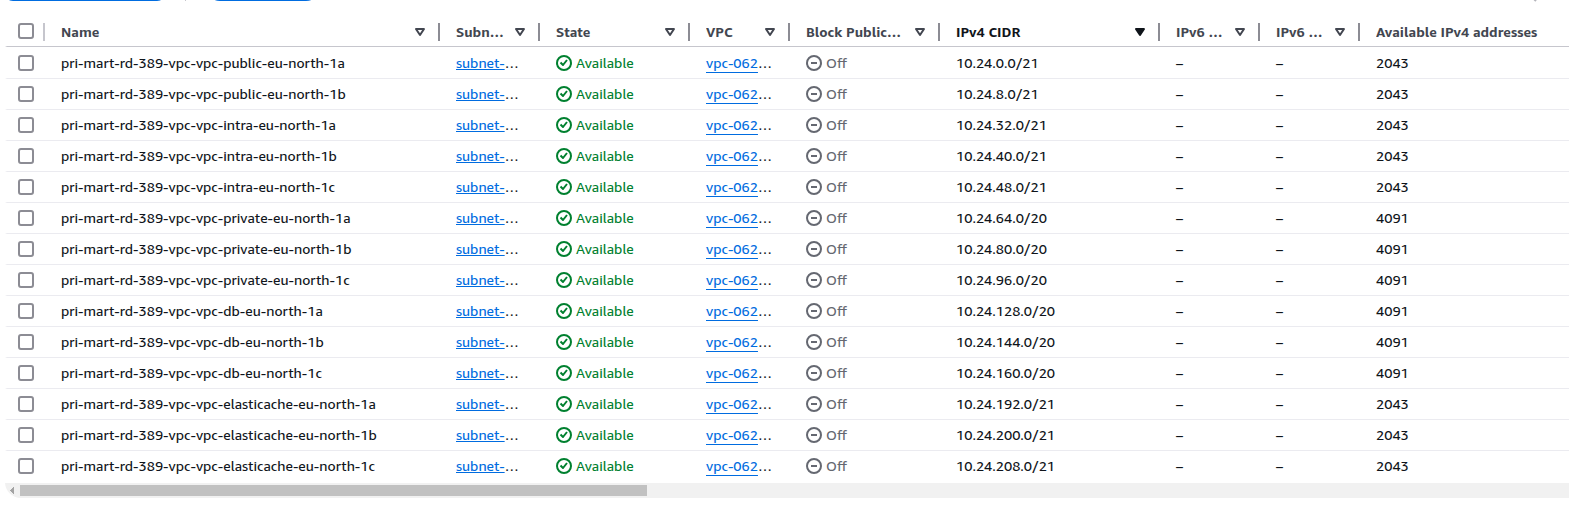 Name Subn... State VPC Block Public... IPv4 CIDR IPv6 ... IPv6 ... Available IPv4 addresses
pri-mart-rd-389-vpc-vpc-public-eu-north-1a subnet-... Available vpc-062... Off 10.24.0.0/21 – – 2043
pri-mart-rd-389-vpc-vpc-public-eu-north-1b subnet-... Available vpc-062... Off 10.24.8.0/21 – – 2043
pri-mart-rd-389-vpc-vpc-intra-eu-north-1a subnet-... Available vpc-062... Off 10.24.32.0/21 – – 2043
pri-mart-rd-389-vpc-vpc-intra-eu-north-1b subnet-... Available vpc-062... Off 10.24.40.0/21 – – 2043
pri-mart-rd-389-vpc-vpc-intra-eu-north-1c subnet-... Available vpc-062... Off 10.24.48.0/21 – – 2043
pri-mart-rd-389-vpc-vpc-private-eu-north-1a subnet-... Available vpc-062... Off 10.24.64.0/20 – – 4091
pri-mart-rd-389-vpc-vpc-private-eu-north-1b subnet-... Available vpc-062... Off 10.24.80.0/20 – – 4091
pri-mart-rd-389-vpc-vpc-private-eu-north-1c subnet-... Available vpc-062... Off 10.24.96.0/20 – – 4091
pri-mart-rd-389-vpc-vpc-db-eu-north-1a subnet-... Available vpc-062... Off 10.24.128.0/20 – – 4091
pri-mart-rd-389-vpc-vpc-db-eu-north-1b subnet-... Available vpc-062... Off 10.24.144.0/20 – – 4091
pri-mart-rd-389-vpc-vpc-db-eu-north-1c subnet-... Available vpc-062... Off 10.24.160.0/20 – – 4091
pri-mart-rd-389-vpc-vpc-elasticache-eu-north-1a subnet-... Available vpc-062... Off 10.24.192.0/21 – – 2043
pri-mart-rd-389-vpc-vpc-elasticache-eu-north-1b subnet-... Available vpc-062... Off 10.24.200.0/21 – – 2043
pri-mart-rd-389-vpc-vpc-elasticache-eu-north-1c subnet-... Available vpc-062... Off 10.24.208.0/21 – – 2043